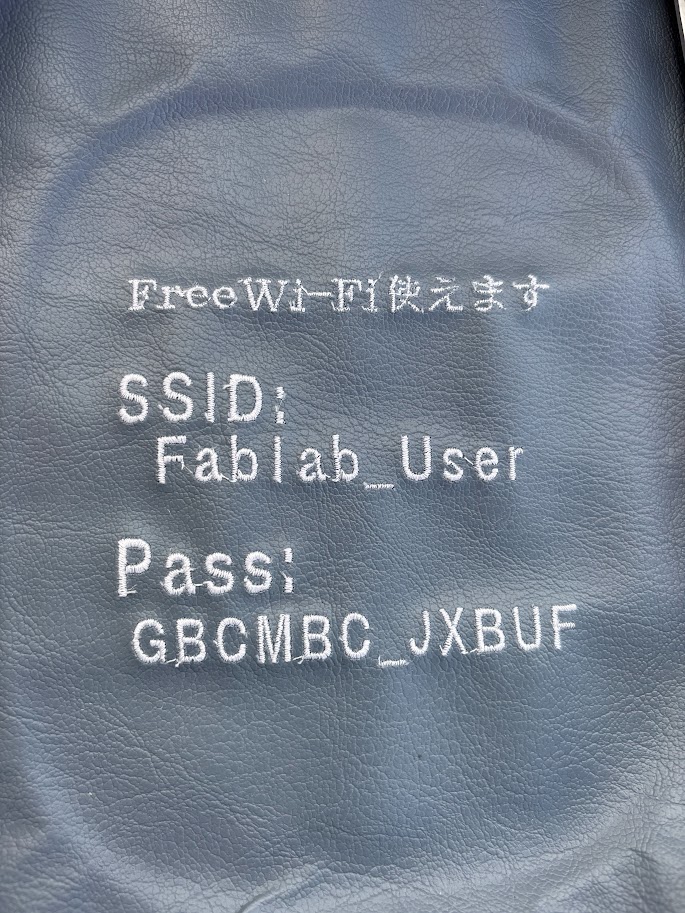 FreeWi-Fi使えます
SSID:
Fablab_User
Pass:
GBCMBC_JXBUF